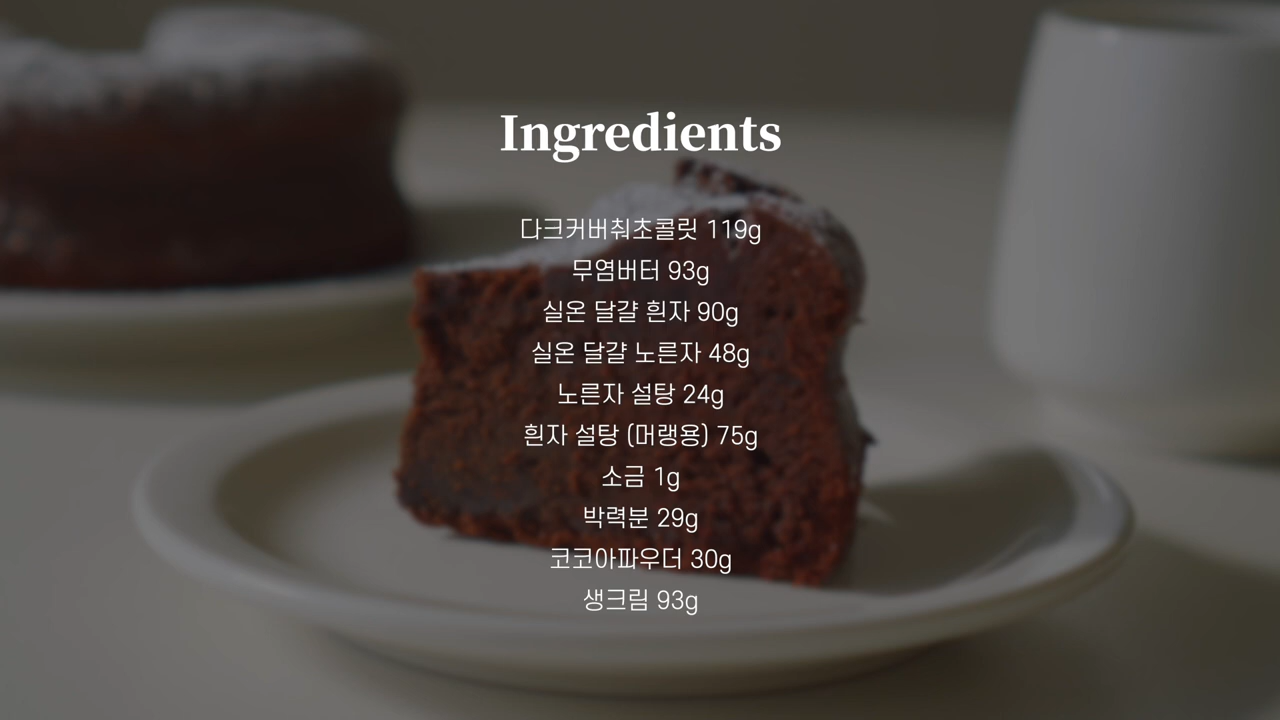 Ingredients
다크커버춰초콜릿 119g
무염버터 93g
실온 달걀 흰자 90g
실온 달걀 노른자 48g
노른자 설탕 24g
흰자 설탕 (머랭용) 75g
소금 1g
박력분 29g
코코아파우더 30g
생크림 93g